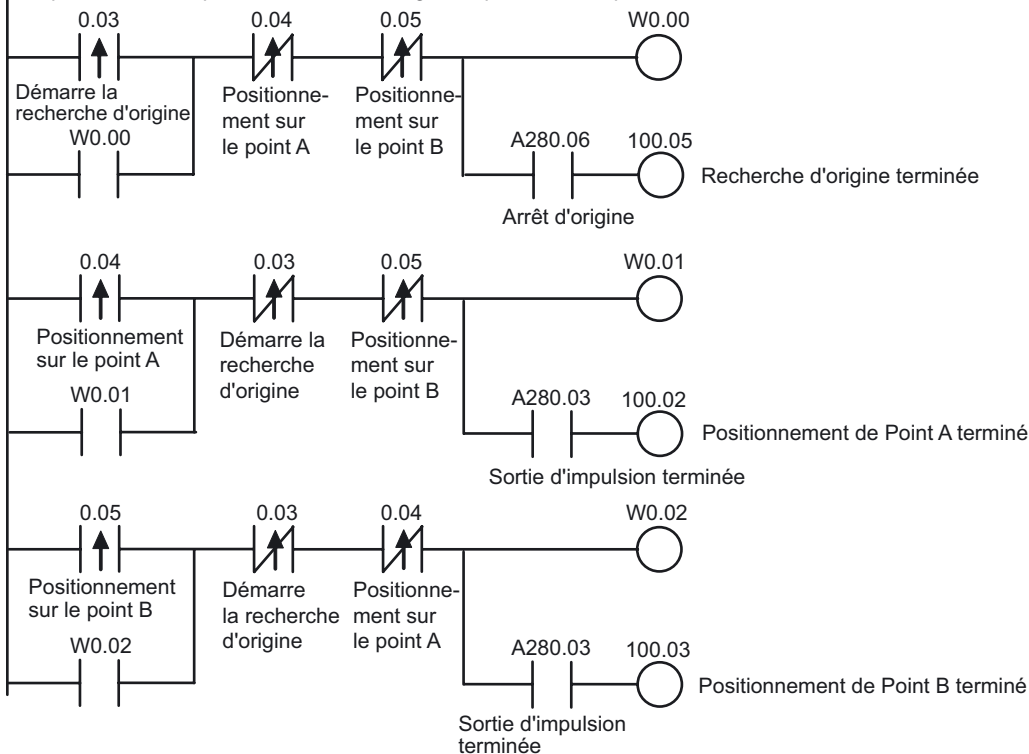 0.03 0.04 0.05 W0.00
Démarre la
recherche d'origine
Positionne-
ment sur
le point A
Positionne-
ment sur
le point B
W0.00
A280.06 100.05
Recherche d'origine terminée
Arrêt d'origine
0.04 0.03 0.05 W0.01
Positionnement
sur le point A
Démarre la
recherche
d'origine
Positionne-
ment sur
le point B
W0.01
A280.03 100.02
Positionnement de Point A terminé
Sortie d'impulsion terminée
0.05 0.03 0.04 W0.02
Positionnement
sur le point B
Démarre
la recherche
d'origine
Positionne-
ment sur
le point A
W0.02
A280.03 100.03
Positionnement de Point B terminé
Sortie d'impulsion
terminée